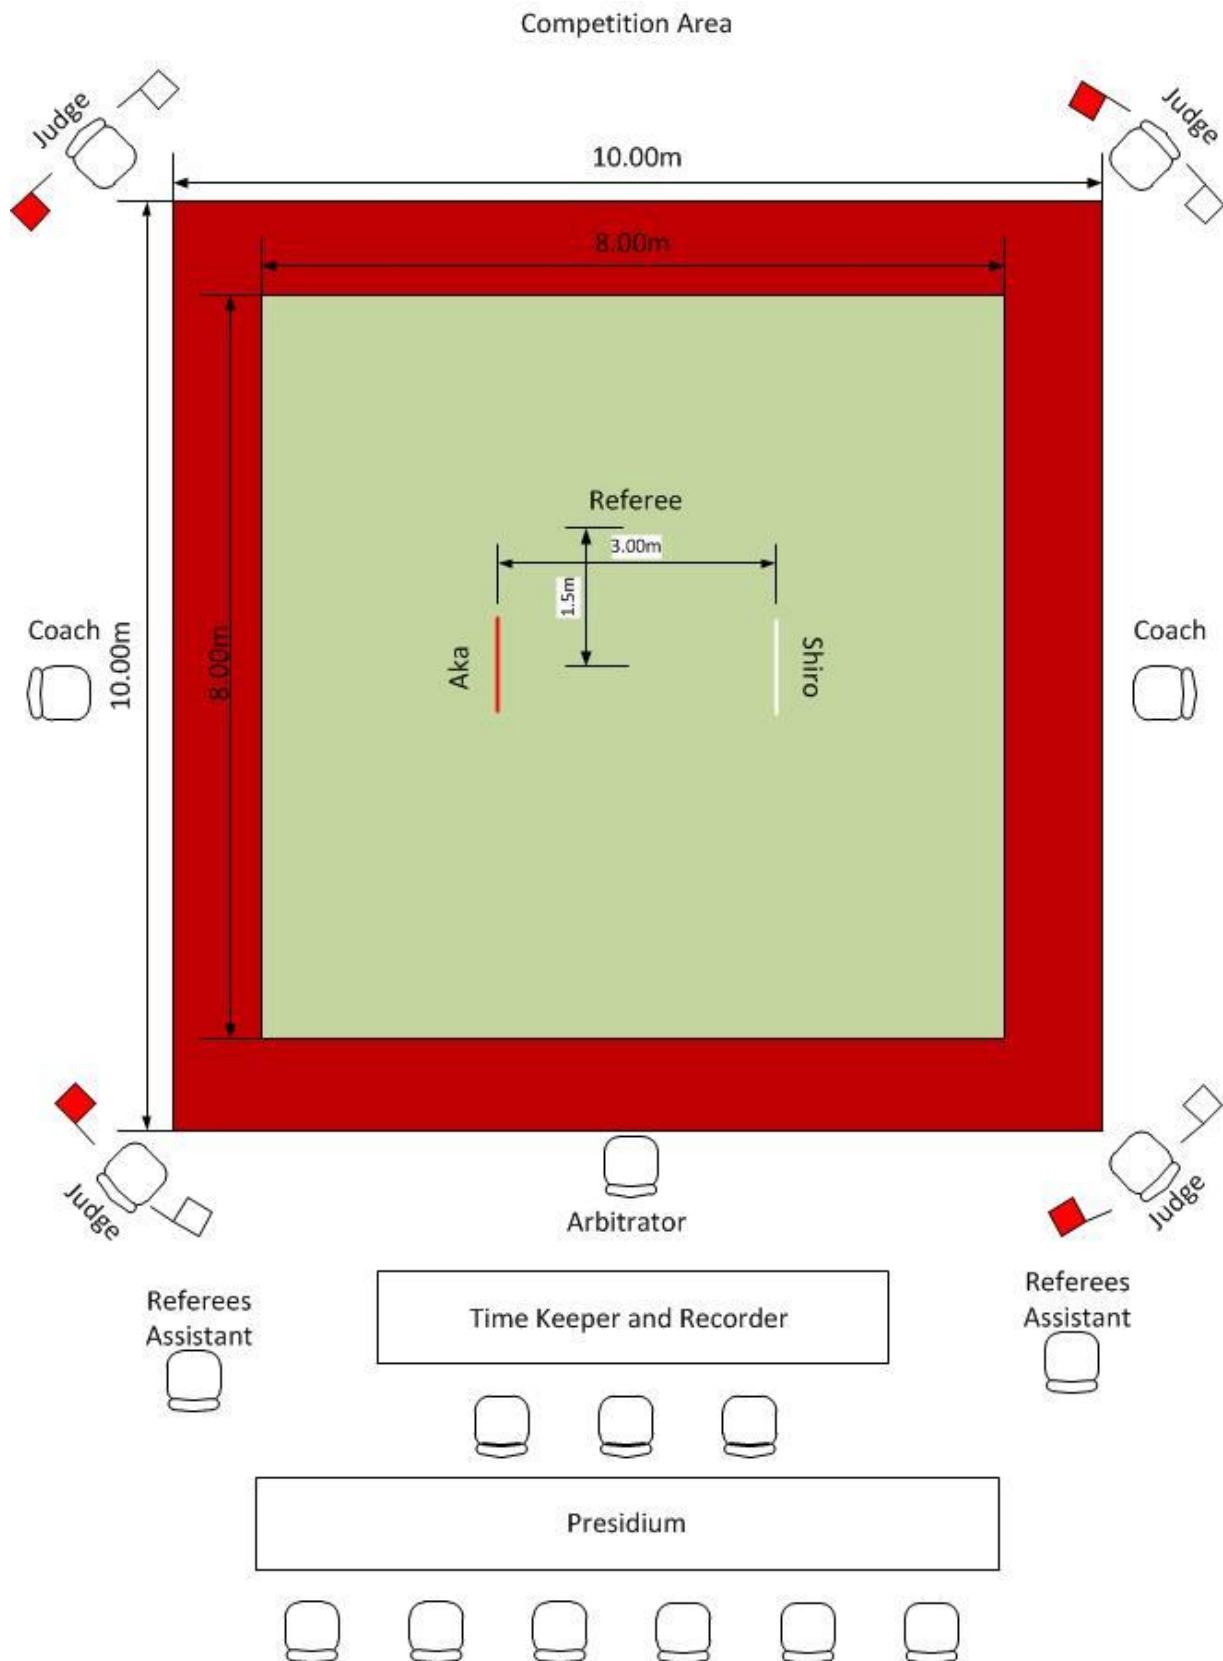 Competition Area
Judge
Judge
10.00m
8.00m
Referee
3.00m
1.5m
Coach
10.00m
8.00m
Aka
Shiro
Coach
Judge
Judge
Arbitrator
Referees
Assistant
Time Keeper and Recorder
Referees
Assistant
Presidium